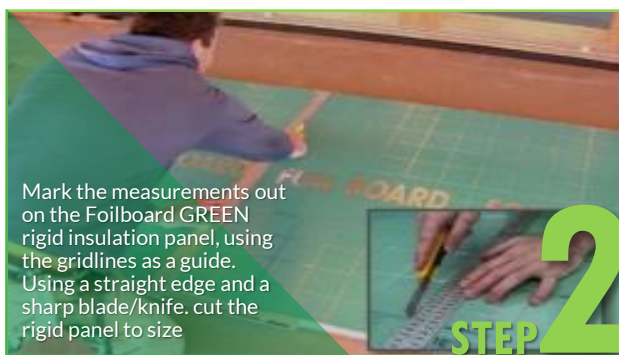 FOILBOARD
Mark the measurements out
on the Foilboard GREEN
rigid insulation panel, using
the gridlines as a guide.
Using a straight edge and a
sharp blade/knife. cut the
rigid panel to size
STEP 2